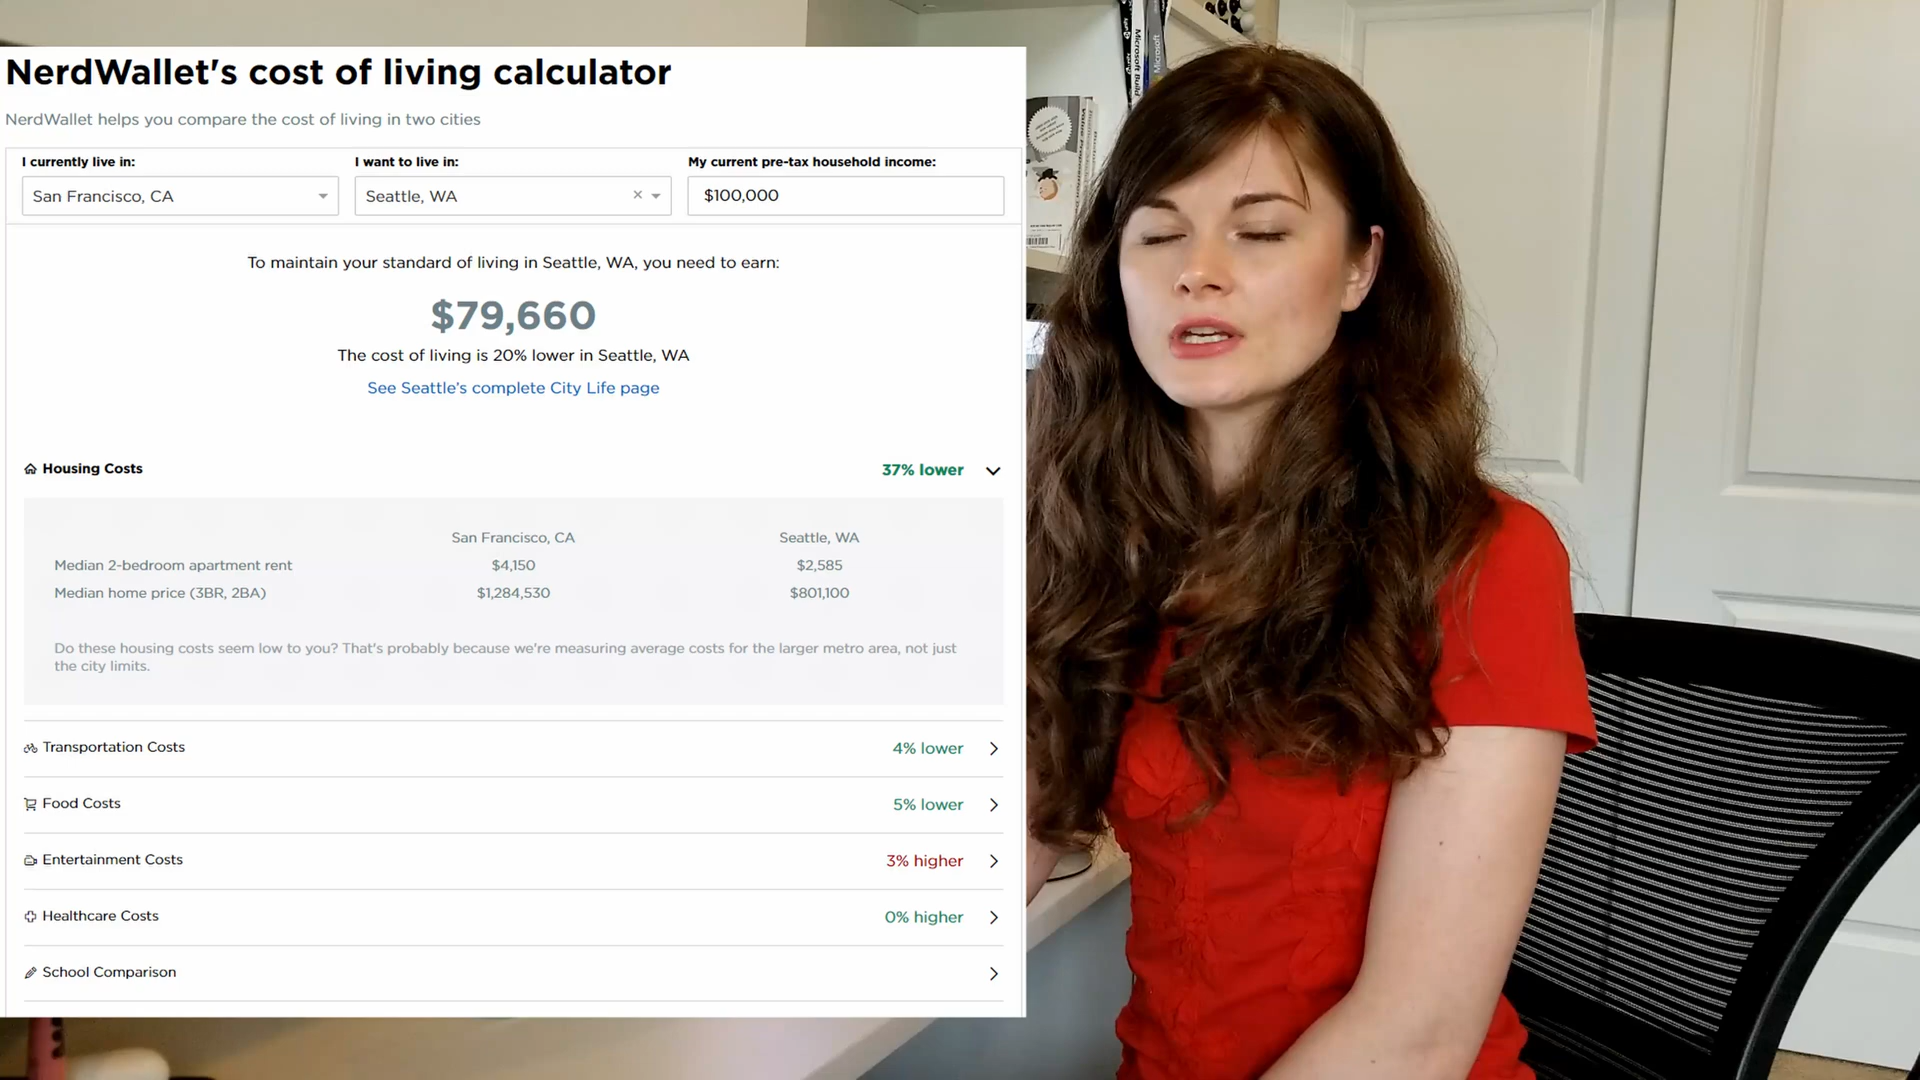 NerdWallet's cost of living calculator
NerdWallet helps you compare the cost of living in two cities
I currently live in: I want to live in: My current pre-tax household income:
San Francisco, CA Seattle, WA × $100,000
To maintain your standard of living in Seattle, WA, you need to earn:
$79,660
The cost of living is 20% lower in Seattle, WA
See Seattle's complete City Life page
Housing Costs 37% lower
San Francisco, CA Seattle, WA
Median 2-bedroom apartment rent $4,150 $2,585
Median home price (3BR, 2BA) $1,284,530 $801,100
Do these housing costs seem low to you? That's probably because we're measuring average costs for the larger metro area, not just
the city limits.
Transportation Costs 4% lower
Food Costs 5% lower
Entertainment Costs 3% higher
Healthcare Costs 0% higher
School Comparison
Microsoft Build
Microsoft